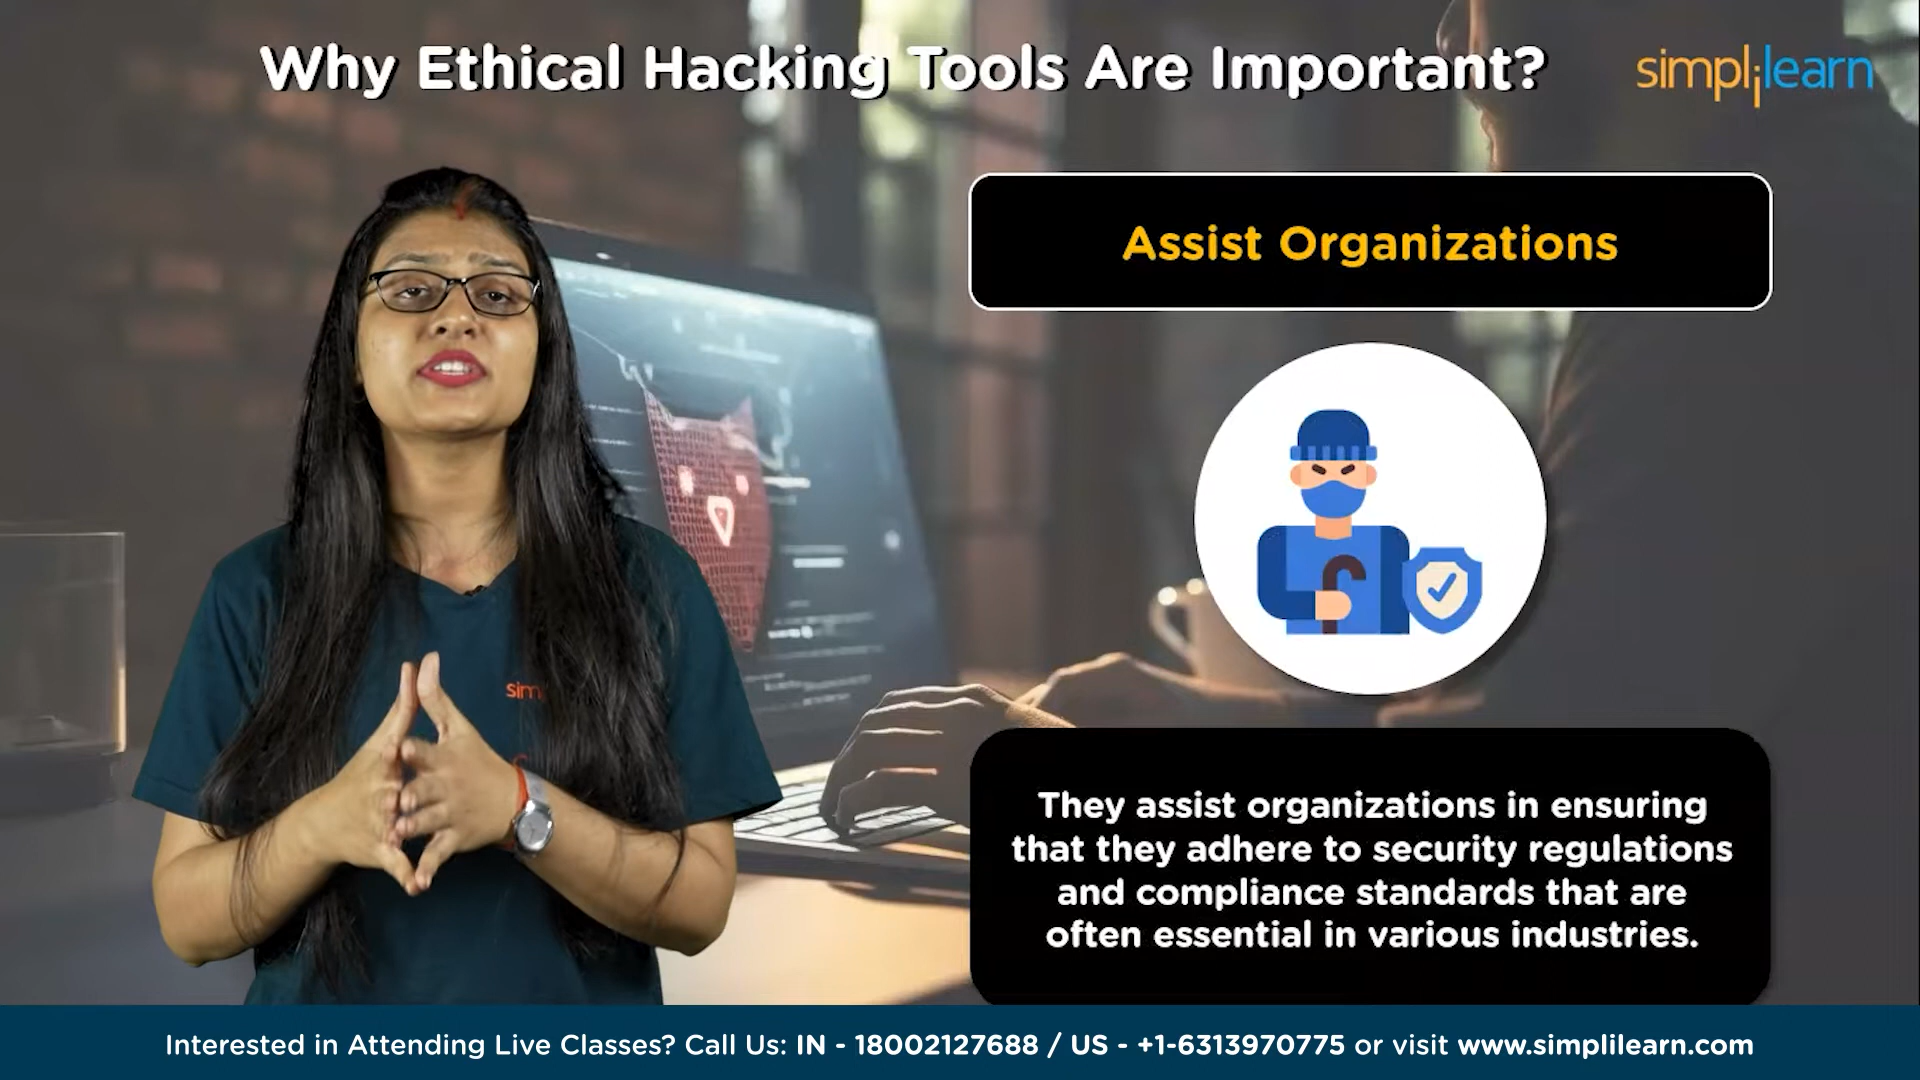 Why Ethical Hacking Tools Are Important?
simplilearn
Assist Organizations
sim
They assist organizations in ensuring
that they adhere to security regulations
and compliance standards that are
often essential in various industries.
Interested in Attending Live Classes? Call Us: IN - 18002127688 / US - +1-6313970775 or visit www.simplilearn.com